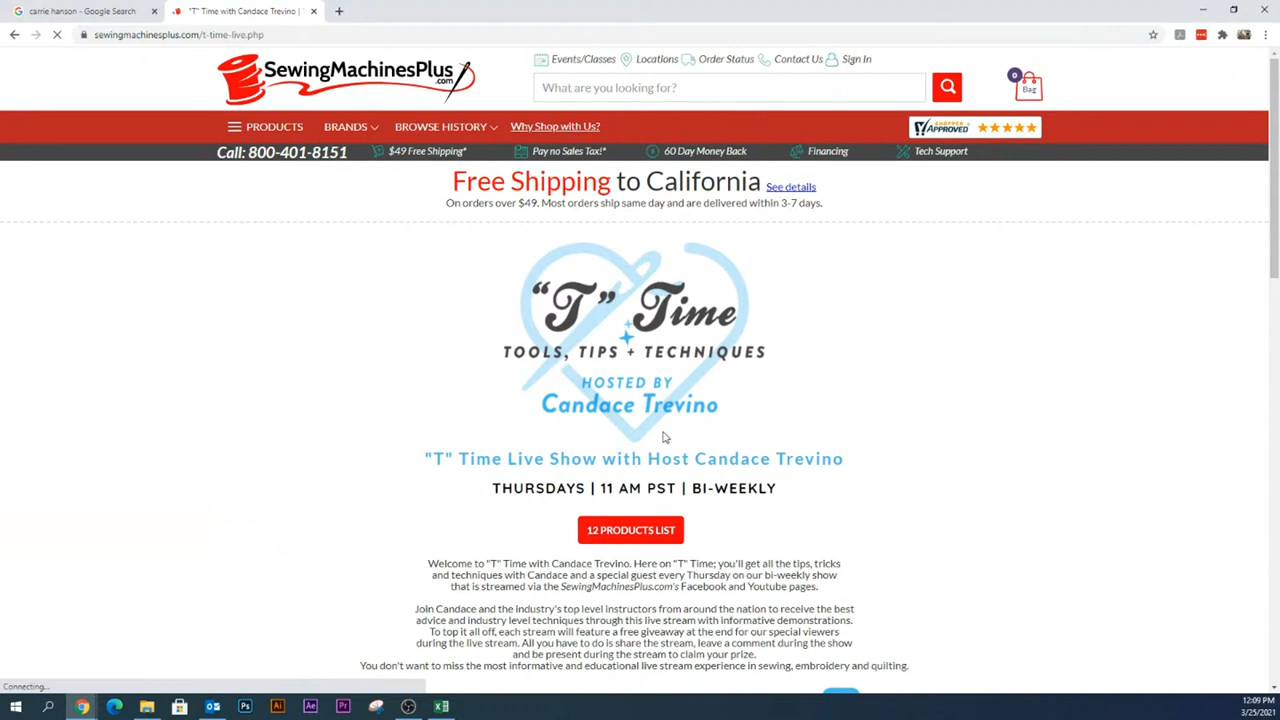 carrie hanson - Google Search
"T" Time with Candace Trevino |
sewingmachinesplus.com/t-time-live.php
SewingMachinesPlus
.com
Events/Classes Locations Order Status Contact Us Sign In
What are you looking for?
0
Bag
PRODUCTS BRANDS BROWSE HISTORY Why Shop with Us?
SHOPPER APPROVED
Call: 800-401-8151 $49 Free Shipping* Pay no Sales Tax!* 60 Day Money Back Financing Tech Support
Free Shipping to California See details
On orders over $49. Most orders ship same day and are delivered within 3-7 days.
"T" Time
TOOLS, TIPS + TECHNIQUES
HOSTED BY
Candace Trevino
"T" Time Live Show with Host Candace Trevino
THURSDAYS | 11 AM PST | BI-WEEKLY
12 PRODUCTS LIST
Welcome to "T" Time with Candace Trevino. Here on "T" Time; you'll get all the tips, tricks
and techniques with Candace and a special guest every Thursday on our bi-weekly show
that is streamed via the SewingMachinesPlus.com's Facebook and Youtube pages.
Join Candace and the industry's top level instructors from around the nation to receive the best
advice and industry level techniques through this live stream with informative demonstrations.
To top it all off, each stream will feature a free giveaway at the end for our special viewers
during the live stream. All you have to do is share the stream, leave a comment during the show
and be present during the stream to claim your prize.
You don't want to miss the most informative and educational live stream experience in sewing, embroidery and quilting.
Connecting...
Ps Ai Ae Pr
12:09 PM
3/25/2021